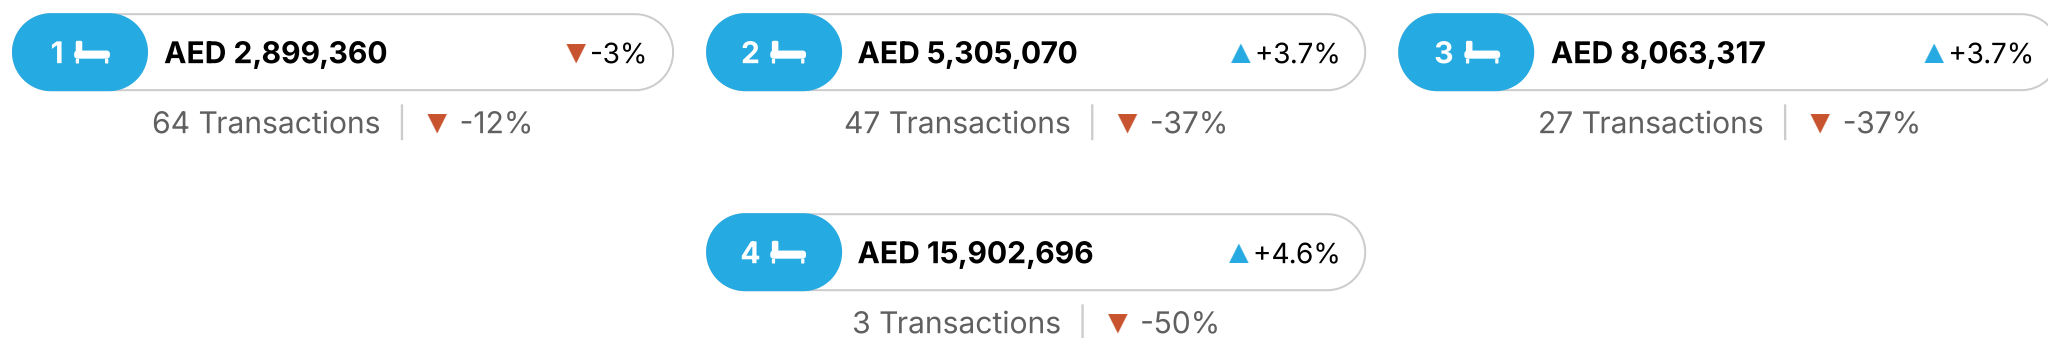 1 AED 2,899,360 ▼-3%
64 Transactions | ▼ -12%
2 AED 5,305,070 ▲+3.7%
47 Transactions | ▼ -37%
3 AED 8,063,317 ▲+3.7%
27 Transactions | ▼ -37%
4 AED 15,902,696 ▲+4.6%
3 Transactions | ▼ -50%